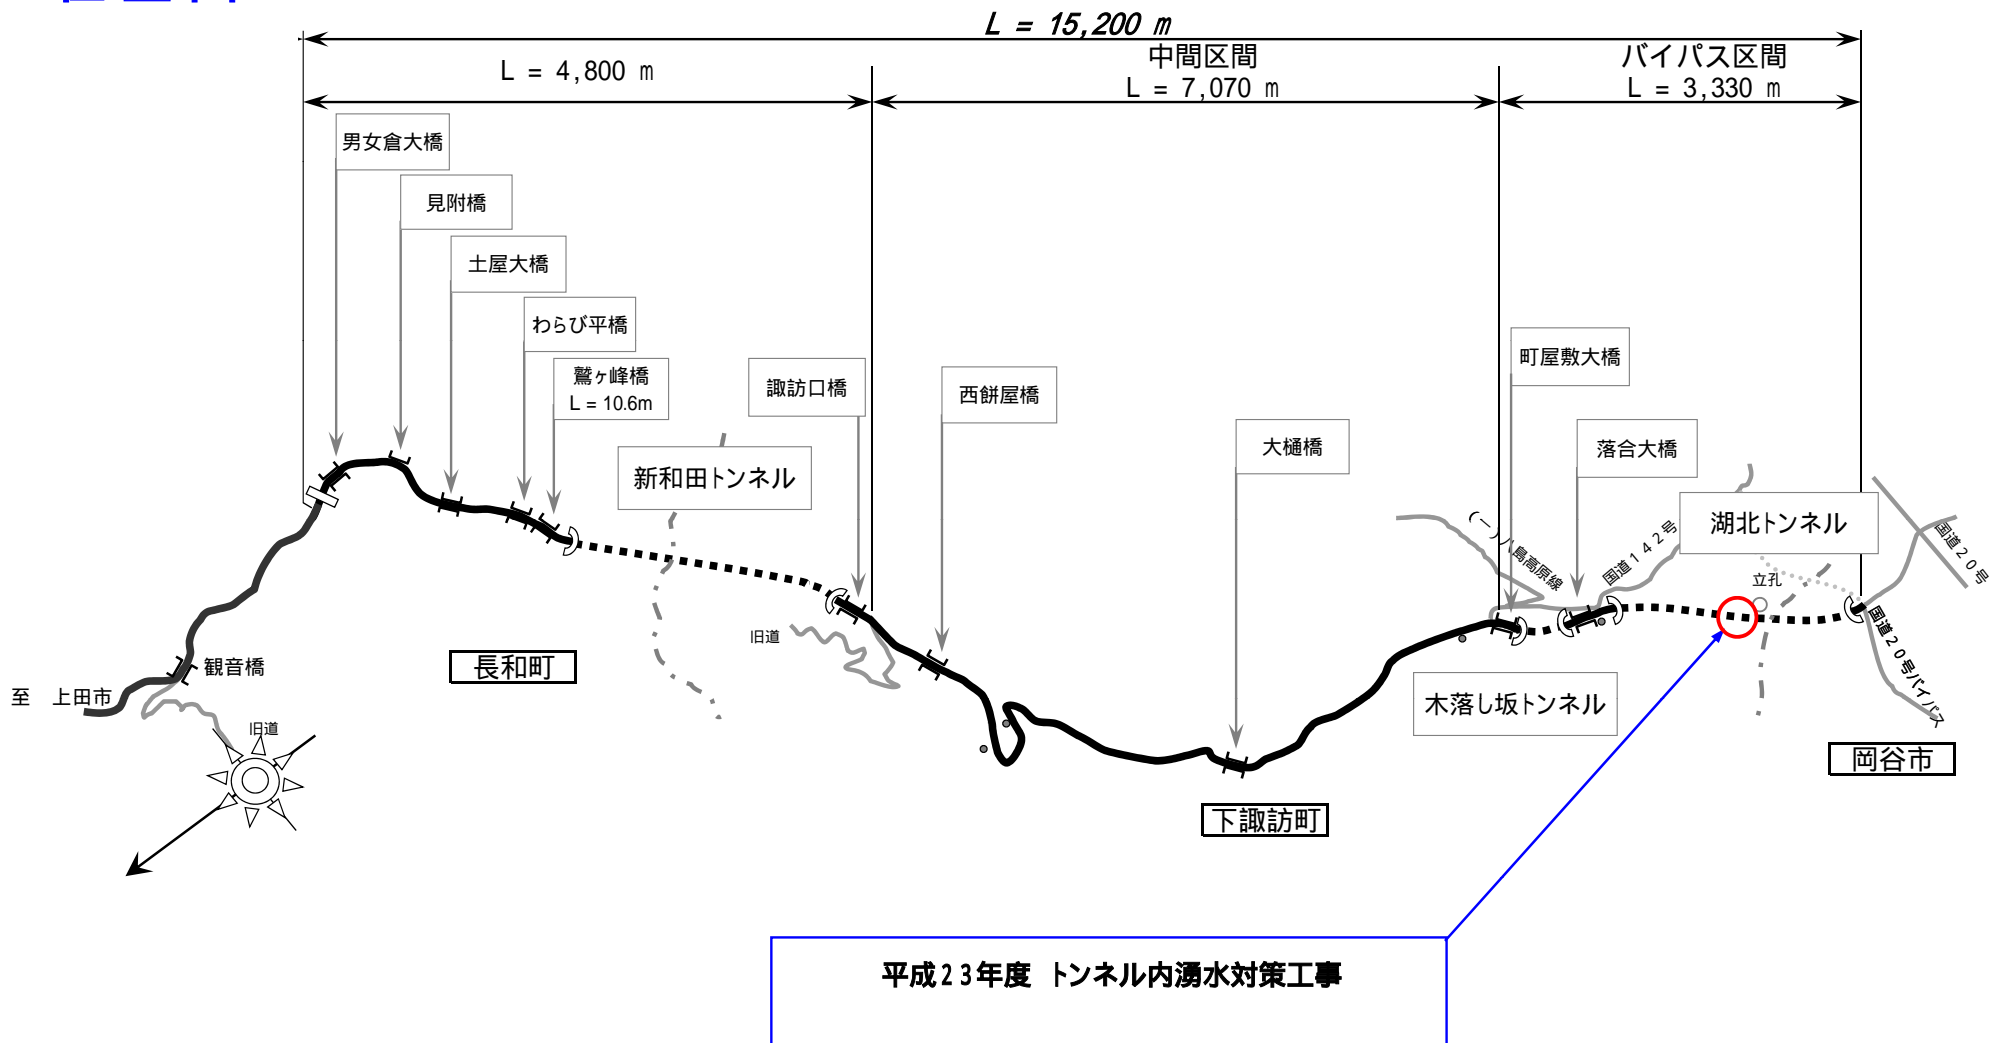 L = 15,200 m
中間区間
バイパス区間
L = 4,800 m
L = 7,070 m
L = 3,330 m
男女倉大橋
見附橋
土屋大橋
わらび平橋
鷲ヶ峰橋
L = 10.6m
諏訪口橋
西餅屋橋
町屋敷大橋
大樋橋
落合大橋
新和田トンネル
湖北トンネル
(一)八島高原線
国道142号
国道20号
立孔
国道20号バイパス
旧道
長和町
観音橋
至 上田市
旧道
木落し坂トンネル
岡谷市
下諏訪町
平成23年度 トンネル内湧水対策工事